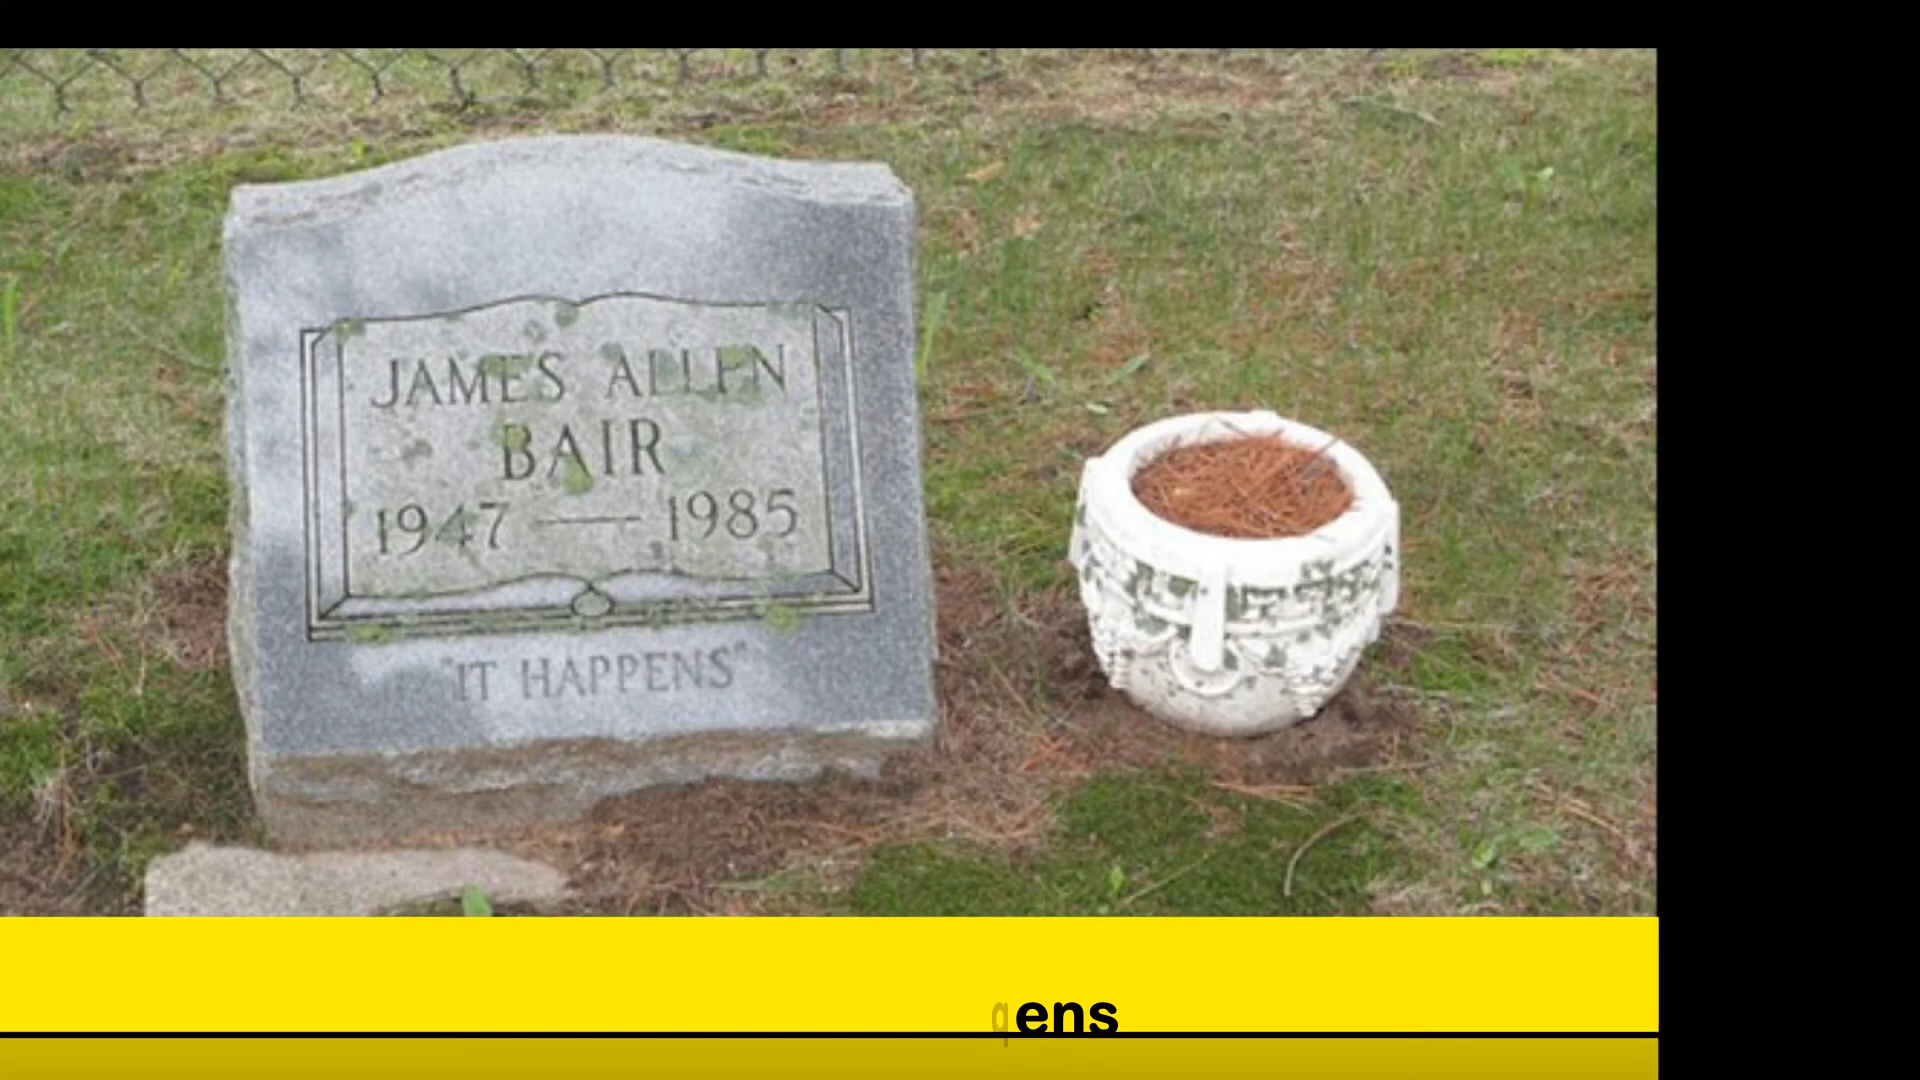 JAMES ALLEN
BAIR
1947 — 1985
"IT HAPPENS"
ens